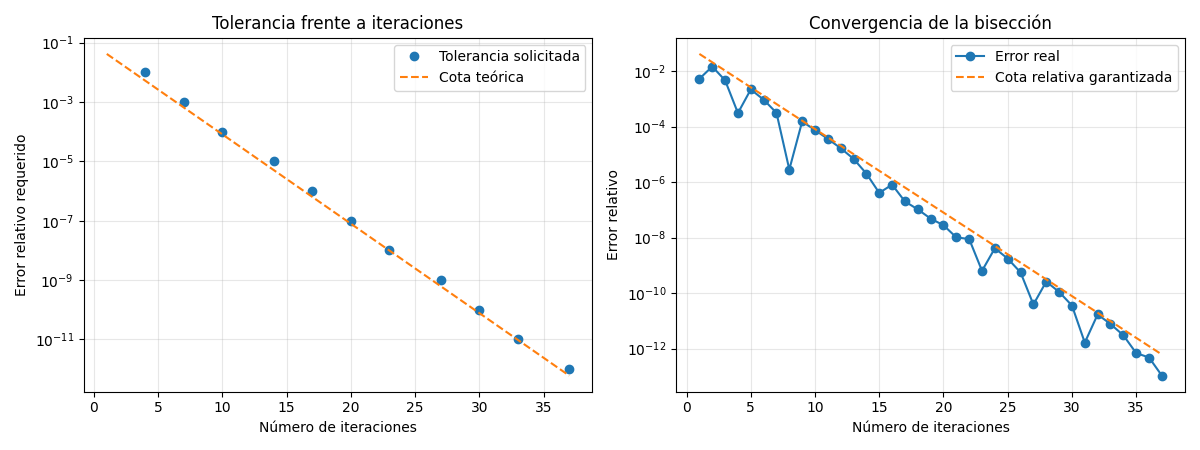 Tolerancia frente a iteraciones
Error relativo requerido
10⁻¹
10⁻³
10⁻⁵
10⁻⁷
10⁻⁹
10⁻¹¹
Tolerancia solicitada
Cota teórica
0 5 10 15 20 25 30 35
Número de iteraciones
Convergencia de la bisección
Error relativo
10⁻²
10⁻⁴
10⁻⁶
10⁻⁸
10⁻¹⁰
10⁻¹²
Error real
Cota relativa garantizada
0 5 10 15 20 25 30 35
Número de iteraciones